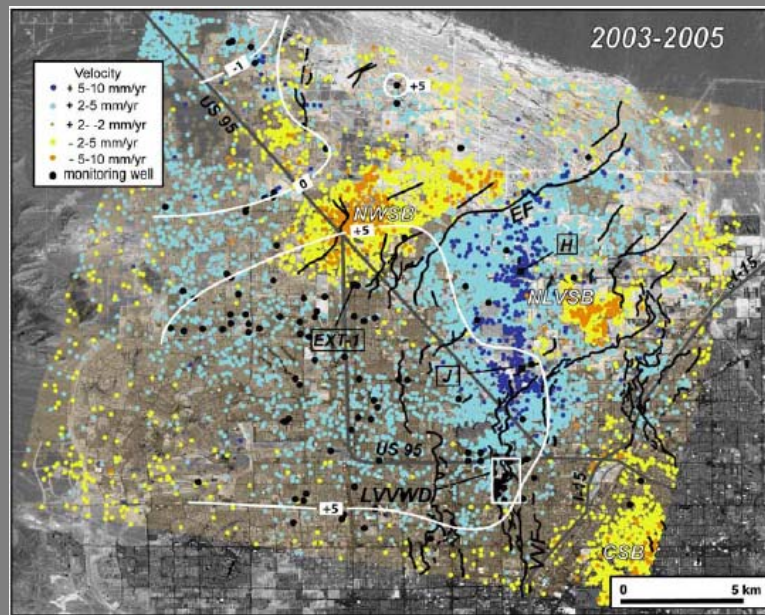 2003-2005
Velocity
+ 5-10 mm/yr
+ 2-5 mm/yr
+ 2- -2 mm/yr
- 2-5 mm/yr
- 5-10 mm/yr
monitoring well
-1
+5
US 95
0
NWSB
+5
EF
H
I-15
NLVSB
EXT-1
J
US 95
LVVWD
I-15
+5
VVF
CSB
0 5 km